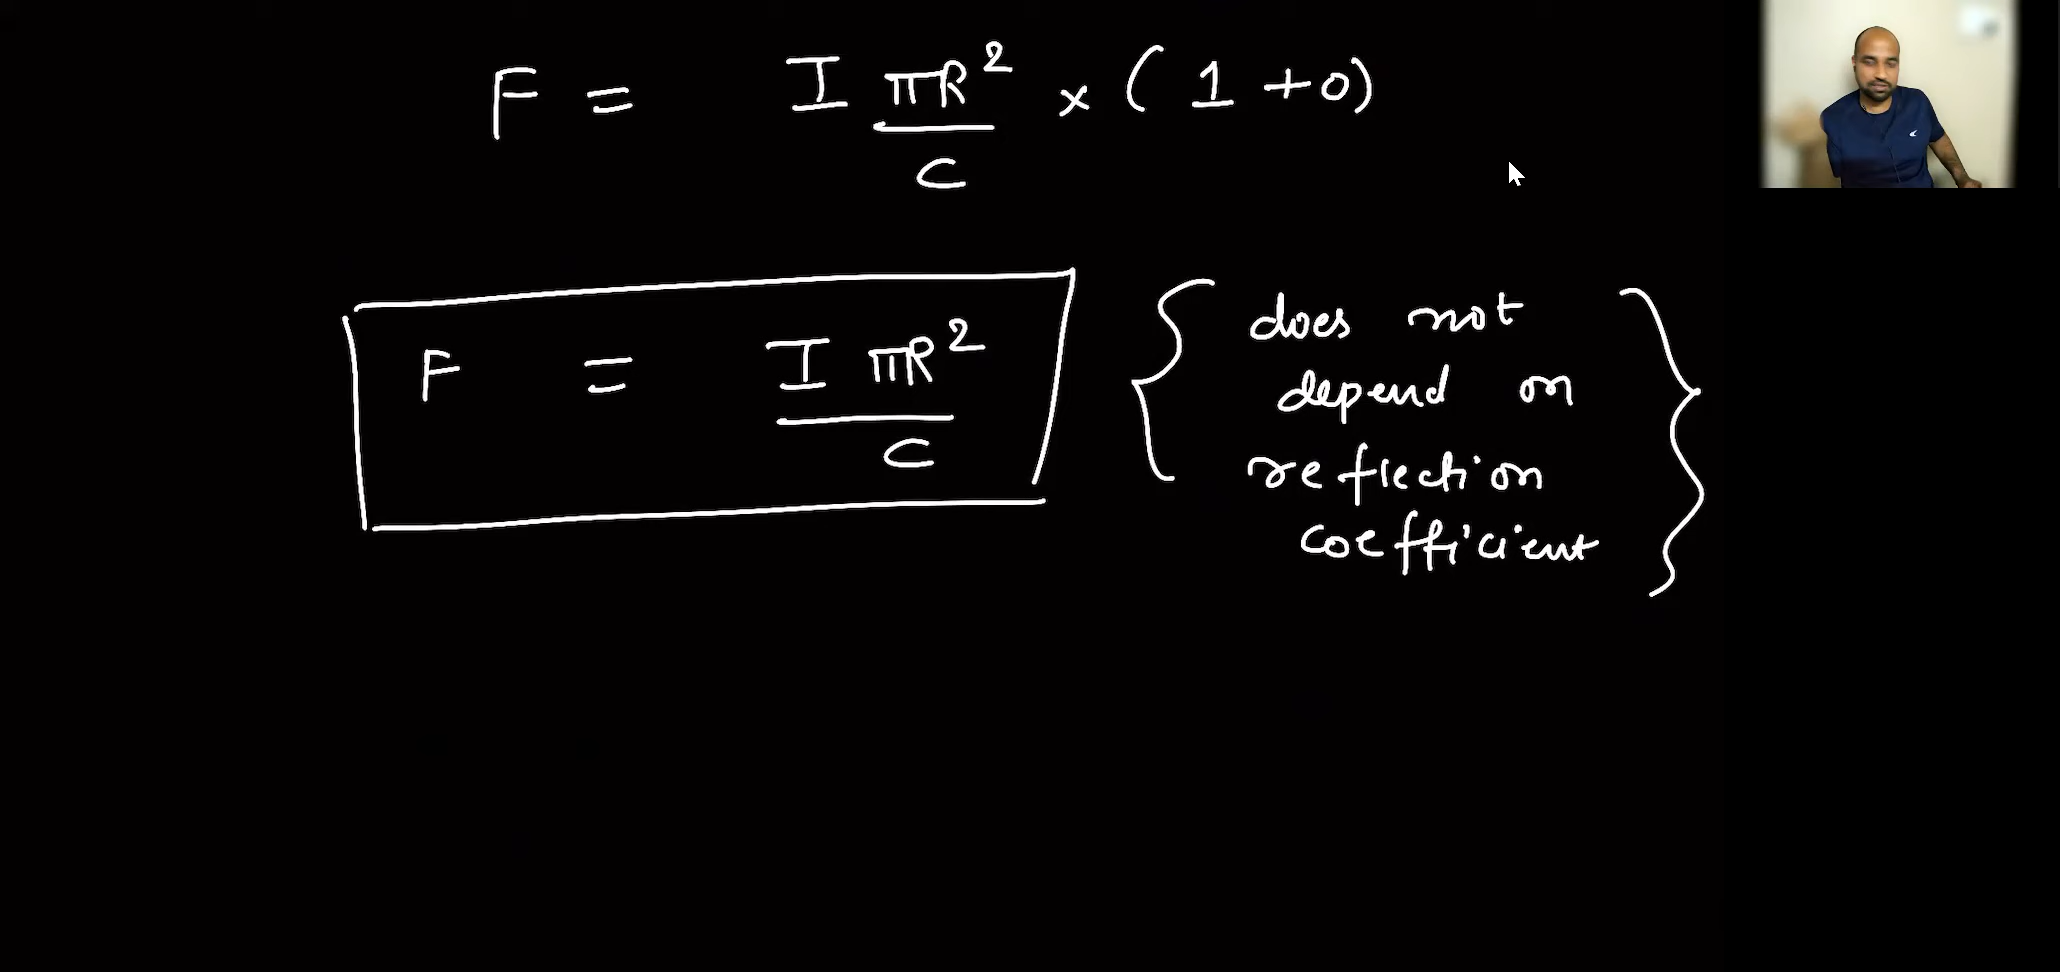 F = I πR² / C × (1 + 0)
F = I πR² / C
does not
depend on
reflection
coefficient